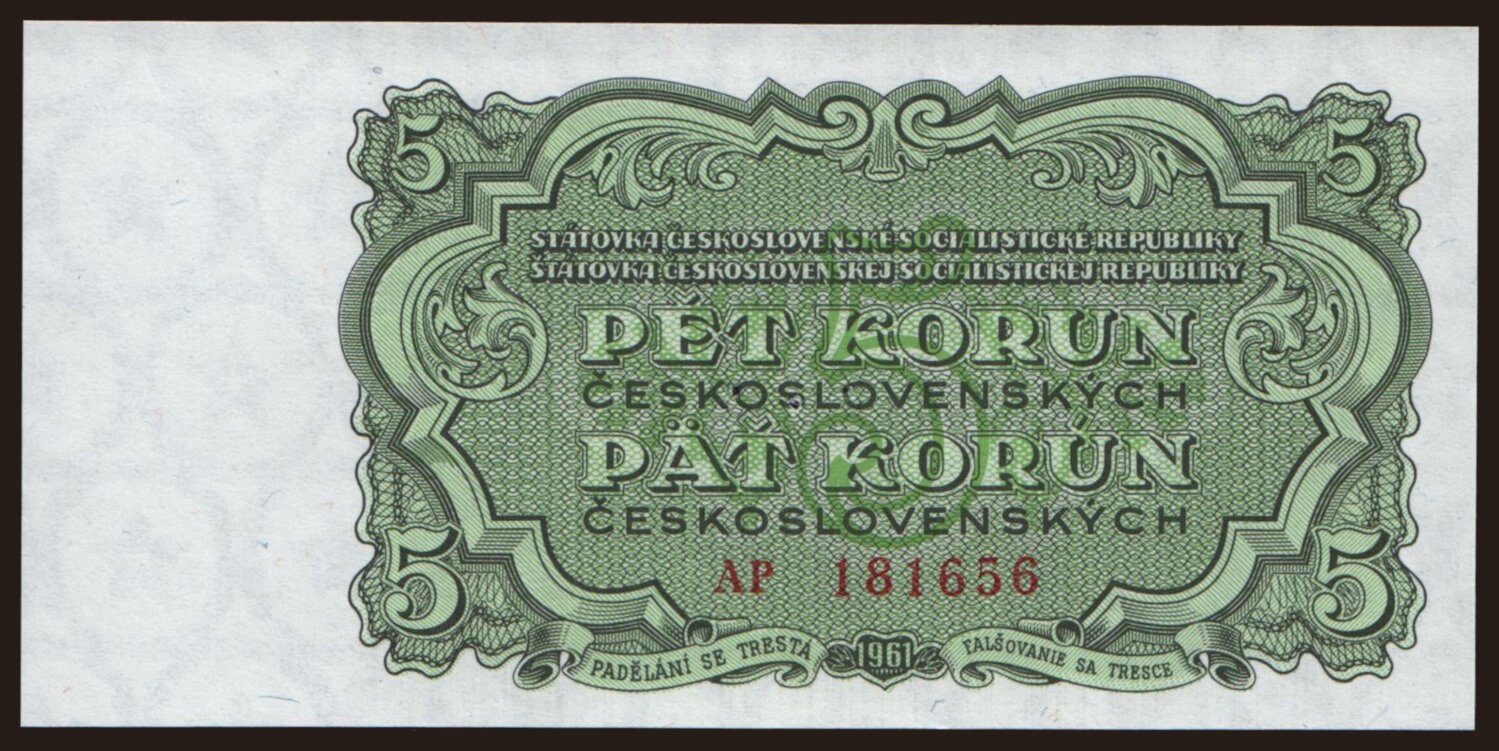 5 5
STÁTOVKA ČESKOSLOVENSKÉ SOCIALISTICKÉ REPUBLIKY
ŠTÁTOVKA ČESKOSLOVENSKEJ SOCIALISTICKEJ REPUBLIKY
PĚT KORUN
ČESKOSLOVENSKÝCH
PÄŤ KORÚN
ČESKOSLOVENSKÝCH
AP 181656
5 5
PADĚLÁNÍ SE TRESTÁ 1961 FALŠOVANIE SA TRESCE